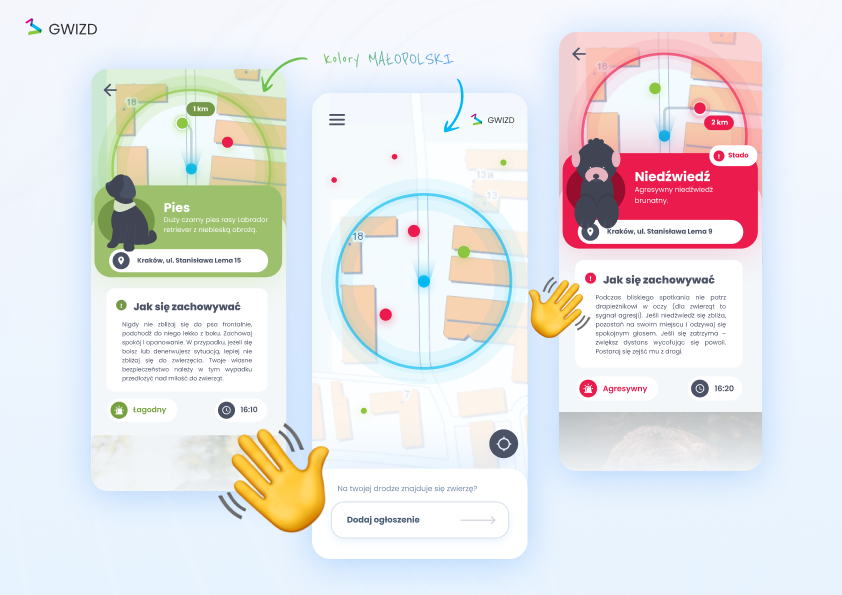 GWIZD
kolory MAŁOPOLSKI
18
1 km
Pies
Duży czarny pies rasy Labrador
retriever z niebieską obrożą.
Kraków, ul. Stanisława Lema 15
Jak się zachowywać
Nigdy nie zbliżaj się do psa frontalnie,
podchodź do niego lekko z boku. Zachowaj
spokój i opanowanie. W przypadku, jeżeli się
boisz lub denerwujesz sytuacją, lepiej nie
zbliżaj się do zwierzęcia. Twoje własne
bezpieczeństwo należy w tym wypadku
przedłożyć nad miłość do zwierząt.
Łagodny
16:10
GWIZD
13a
13
18
7
Na twojej drodze znajduje się zwierzę?
Dodaj ogłoszenie
18
2 km
Stado
Niedźwiedź
Agresywny niedźwiedź
brunatny.
Kraków, ul. Stanisława Lema 9
Jak się zachowywać
Podczas bliskiego spotkania nie patrz
drapieżnikowi w oczy (dla zwierząt to
sygnał agresji). Jeśli niedźwiedź się zbliża,
pozostań na swoim miejscu i odzywaj się
spokojnym głosem. Jeśli się zatrzyma –
zwiększ dystans wycofując się powoli.
Postaraj się zejść mu z drogi.
Agresywny
16:20